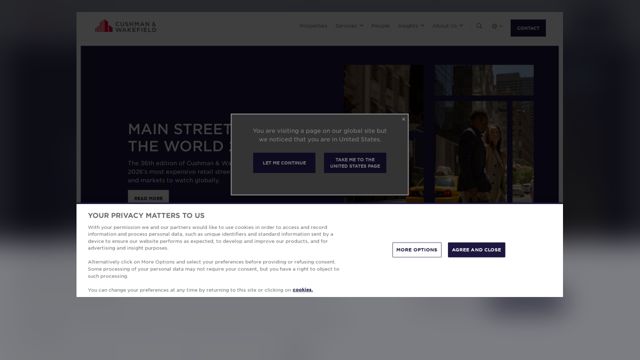 CUSHMAN &
WAKEFIELD
Properties Services People Insights About Us
CONTACT
MAIN STREET
THE WORLD
The 35th edition of Cushman & Wa
2026's most expensive retail stree
and markets to watch globally.
READ MORE
You are visiting a page on our global site but
we noticed that you are in United States.
LET ME CONTINUE
TAKE ME TO THE
UNITED STATES PAGE
YOUR PRIVACY MATTERS TO US
With your permission we and our partners would like to use cookies in order to access and record
information and process personal data, such as unique identifiers and standard information sent by a
device to ensure our website performs as expected, to develop and improve our products, and for
advertising and insight purposes.
Alternatively click on More Options and select your preferences before providing or refusing consent.
Some processing of your personal data may not require your consent, but you have a right to object to
such processing.
You can change your preferences at any time by returning to this site or clicking on cookies.
MORE OPTIONS
AGREE AND CLOSE